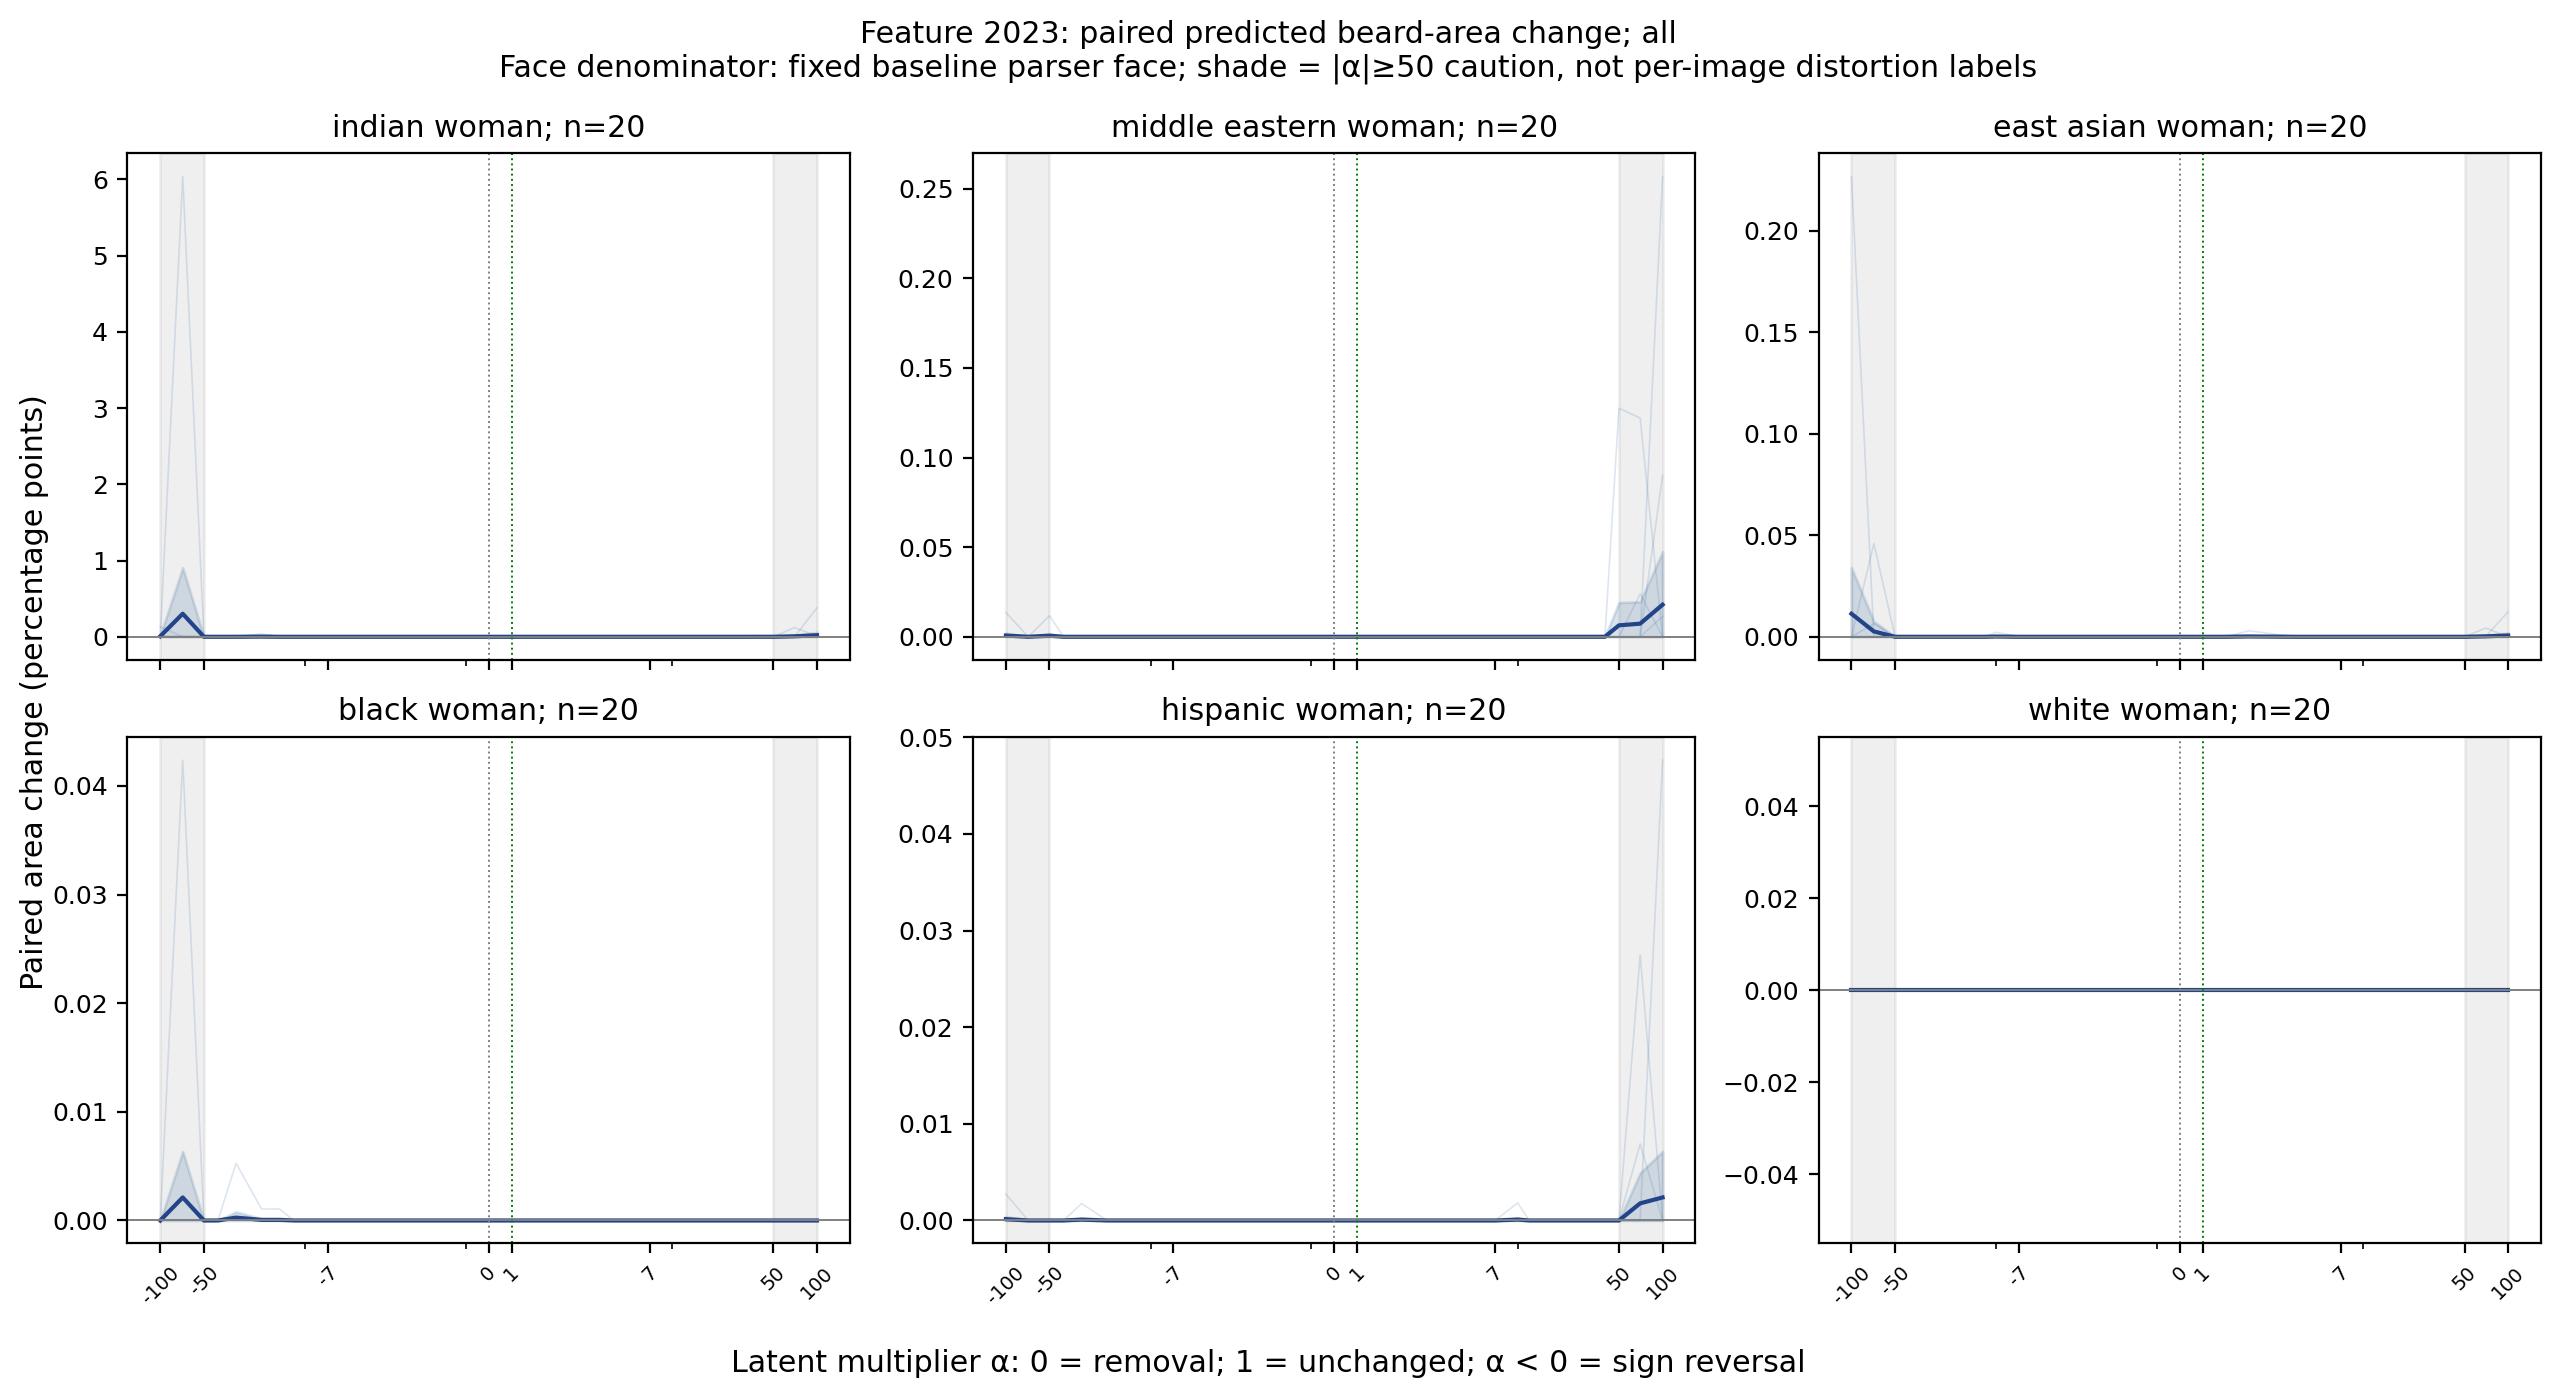 Feature 2023: paired predicted beard-area change; all
Face denominator: fixed baseline parser face; shade = |α|≥50 caution, not per-image distortion labels
Paired area change (percentage points)
indian woman; n=20
6
5
4
3
2
1
0
middle eastern woman; n=20
0.25
0.20
0.15
0.10
0.05
0.00
east asian woman; n=20
0.20
0.15
0.10
0.05
0.00
black woman; n=20
0.04
0.03
0.02
0.01
0.00
-100 -50 -7 0 1 7 50 100
hispanic woman; n=20
0.05
0.04
0.03
0.02
0.01
0.00
-100 -50 -7 0 1 7 50 100
white woman; n=20
0.04
0.02
0.00
−0.02
−0.04
-100 -50 -7 0 1 7 50 100
Latent multiplier α: 0 = removal; 1 = unchanged; α < 0 = sign reversal